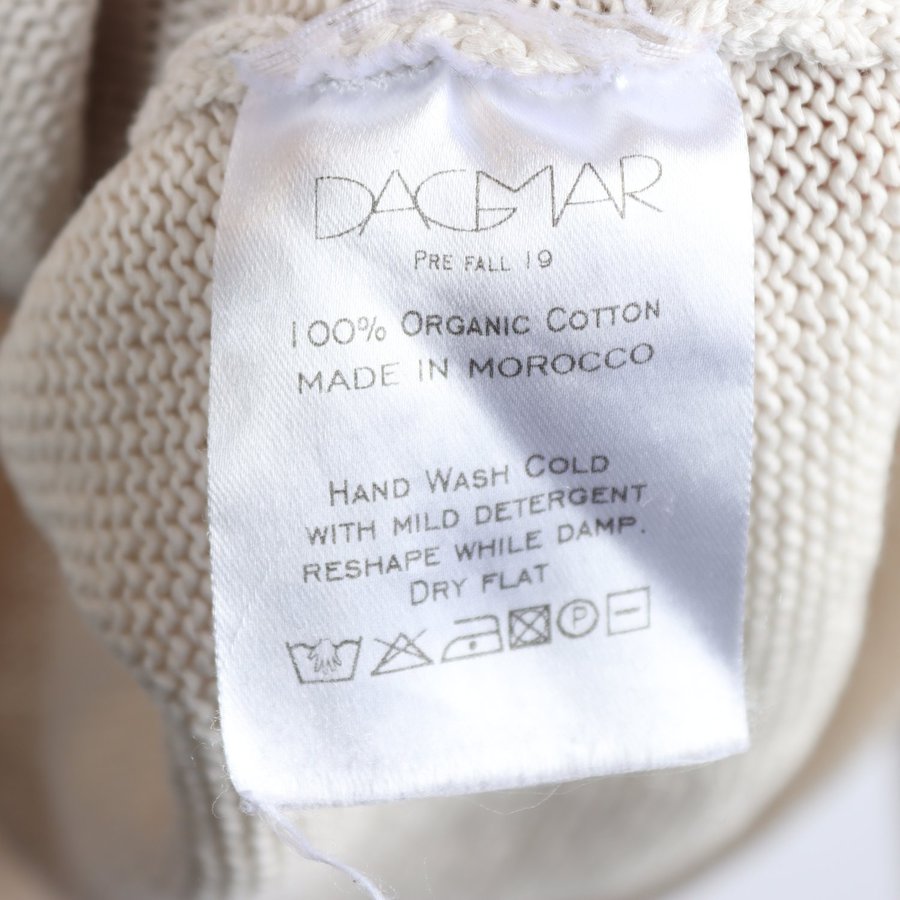 DAGMAR
PRE FALL 19
100% ORGANIC COTTON
MADE IN MOROCCO
HAND WASH COLD
WITH MILD DETERGENT
RESHAPE WHILE DAMP.
DRY FLAT
P